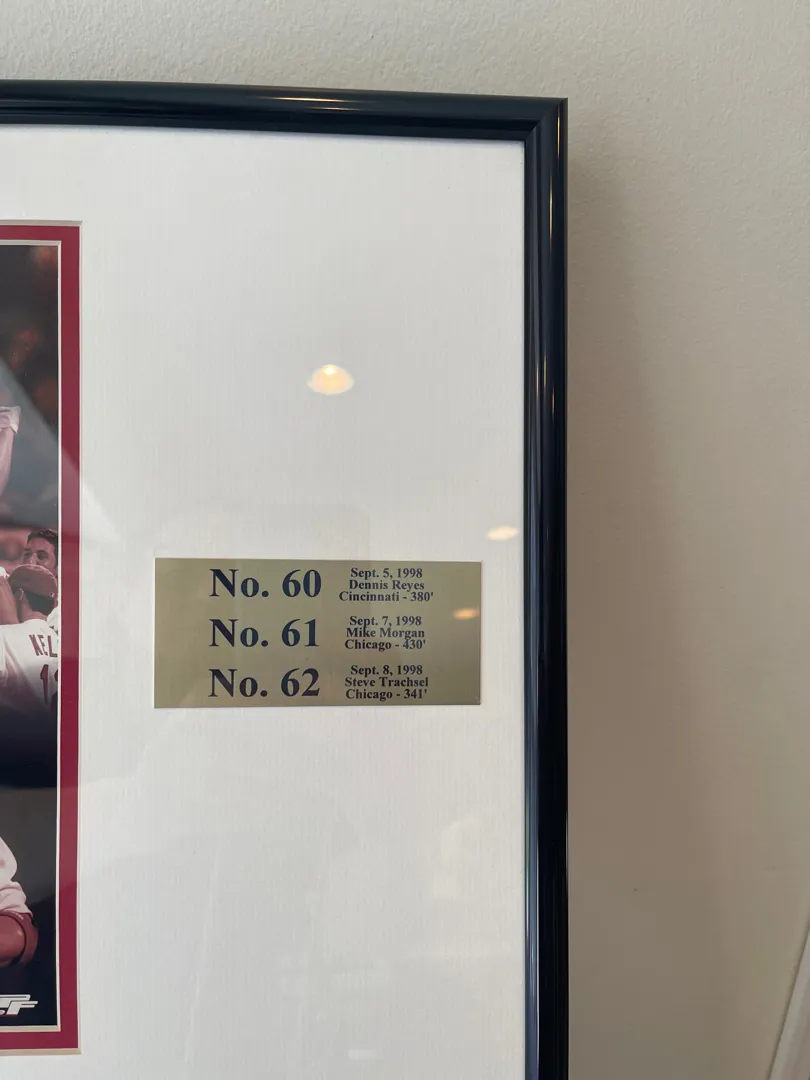 No. 60
Sept. 5, 1998
Dennis Reyes
Cincinnati - 380'
No. 61
Sept. 7, 1998
Mike Morgan
Chicago - 430'
No. 62
Sept. 8, 1998
Steve Trachsel
Chicago - 341'
KEL